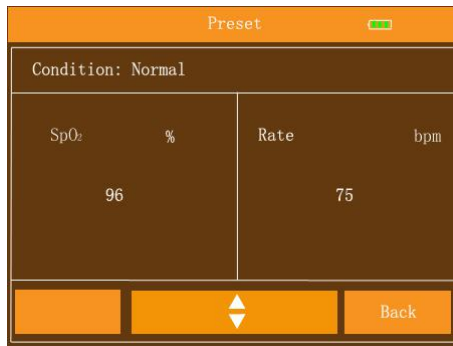 Preset
Condition: Normal
SpO₂ % Rate bpm
96 75
Back